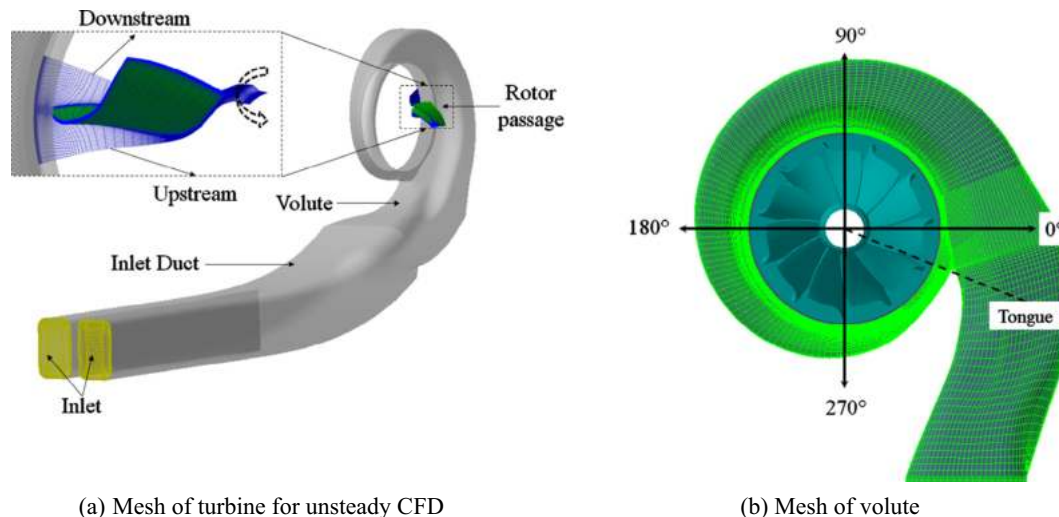 Downstream
Rotor
passage
Upstream
Volute
Inlet Duct
Inlet
90°
180°
0°
Tongue
270°
(a) Mesh of turbine for unsteady CFD
(b) Mesh of volute